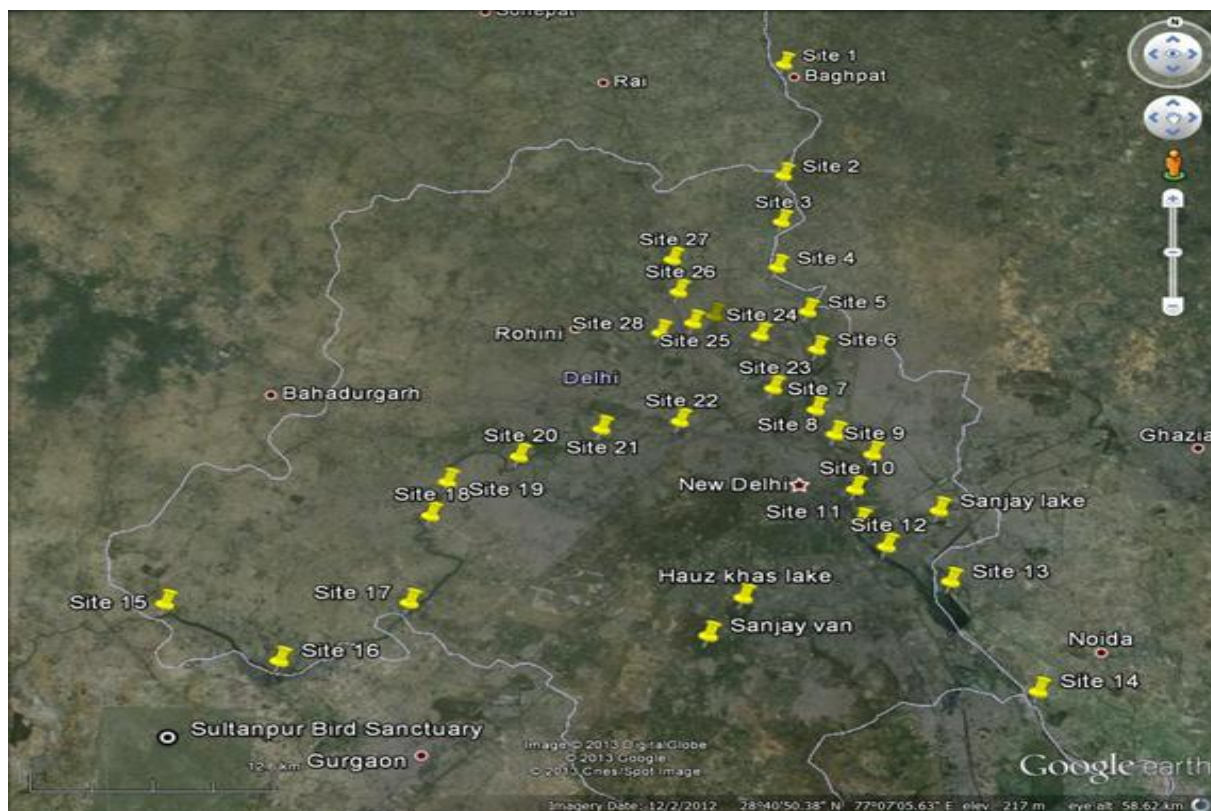 Sonepat
N
Site 1
Baghpat
Rai
Site 2
Site 3
Site 27
Site 4
Site 26
Site 5
Site 24
Site 28
Rohini
Site 25
Site 6
Site 23
Delhi
Bahadurgarh
Site 7
Site 22
Site 8
Site 20
Site 9
Ghazia
Site 21
Site 10
New Delhi
Site 18
Site 19
Sanjay lake
Site 11
Site 12
Hauz khas lake
Site 13
Site 15
Site 17
Sanjay van
Noida
Site 16
Site 14
Sultanpur Bird Sanctuary
Image © 2013 DigitalGlobe
Gurgaon
© 2013 Google
© 2013 Cnes/Spot Image
Google earth
Imagery Date: 12/2/2012 28°40'50.38" N 77°07'05.63" E elev 217 m eye alt 58.62 km